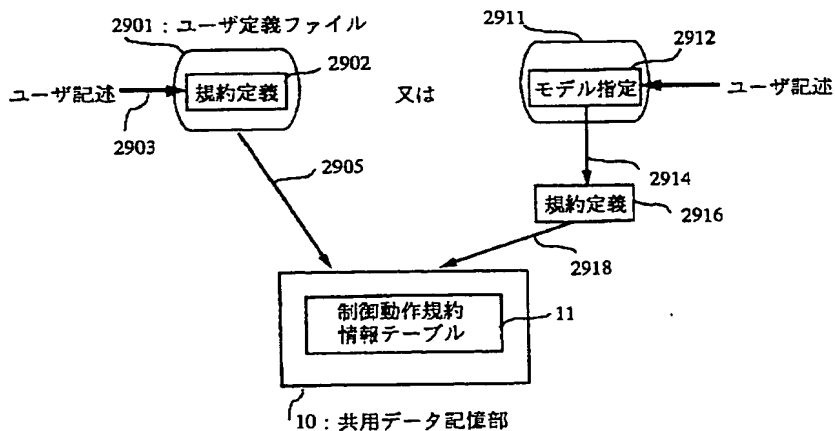 2901:ユーザ定義ファイル
2911
2912
2902
ユーザ記述
規約定義
又は
モデル指定
ユーザ記述
2903
2905
2914
規約定義
2916
2918
制御動作規約
情報テーブル
11
10:共用データ記憶部